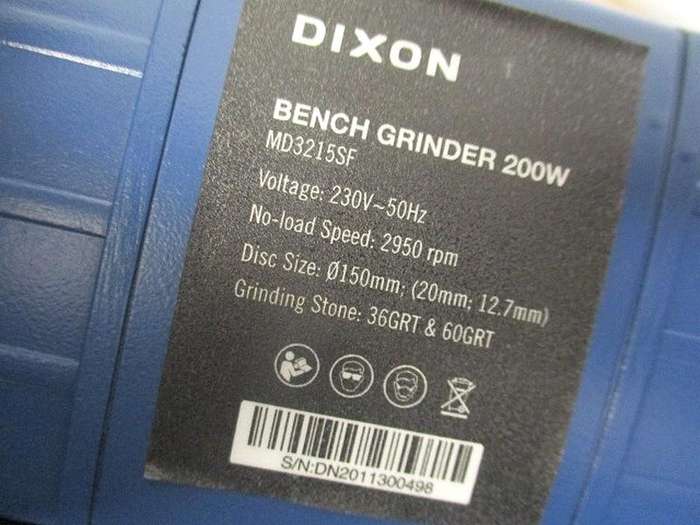 DIXON
BENCH GRINDER 200W
MD3215SF
Voltage: 230V~50Hz
No-load Speed: 2950 rpm
Disc Size: Ø150mm; (20mm; 12.7mm)
Grinding Stone: 36GRT & 60GRT
S/N:DN2011300498